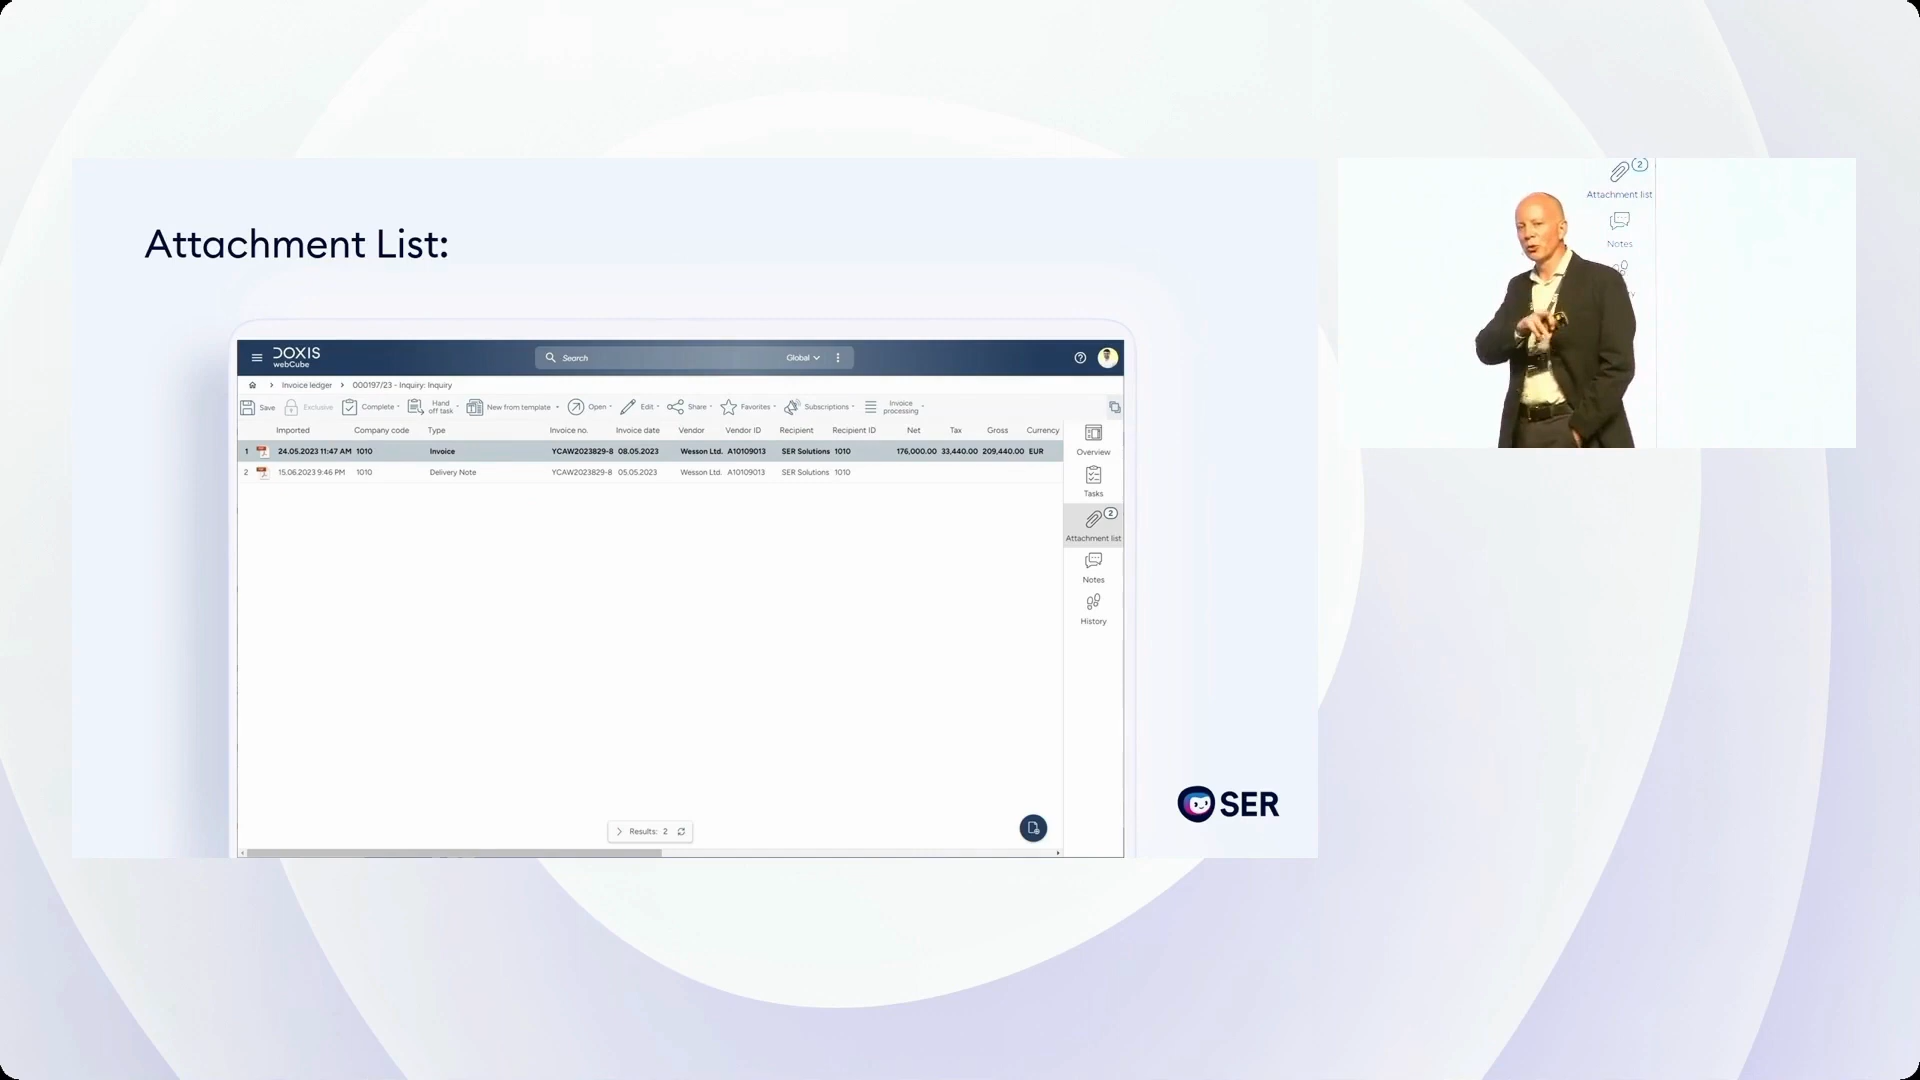 Attachment List:
DOXIS
webCube
Search
Global
Invoice ledger > 000197/23 - Inquiry: Inquiry
Save Exclusive Complete Hand off task New from template Open Edit Share Favorites Subscriptions Invoice processing
Imported Company code Type Invoice no. Invoice date Vendor Vendor ID Recipient Recipient ID Net Tax Gross Currency
1 24.05.2023 11:47 AM 1010 Invoice YCAW2023829-8 08.05.2023 Wesson Ltd. A10109013 SER Solutions 1010 176,000.00 33,440.00 209,440.00 EUR
2 15.06.2023 9:46 PM 1010 Delivery Note YCAW2023829-8 05.05.2023 Wesson Ltd. A10109013 SER Solutions 1010
Overview
Tasks
2
Attachment list
Notes
History
Results: 2
SER
2
Attachment list
Notes